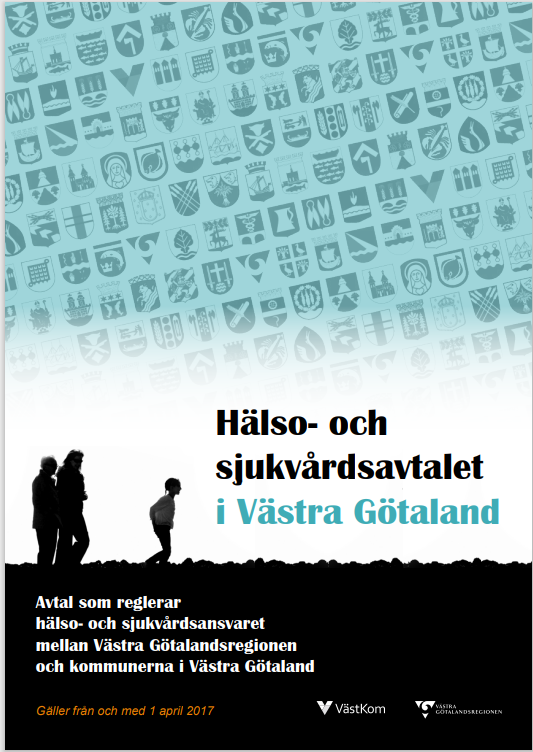 Hälso- och
sjukvårdsavtalet
i Västra Götaland
Avtal som reglerar
hälso- och sjukvårdsansvaret
mellan Västra Götalandsregionen
och kommunerna i Västra Götaland
Gäller från och med 1 april 2017
VästKom
VÄSTRA
GÖTALANDSREGIONEN